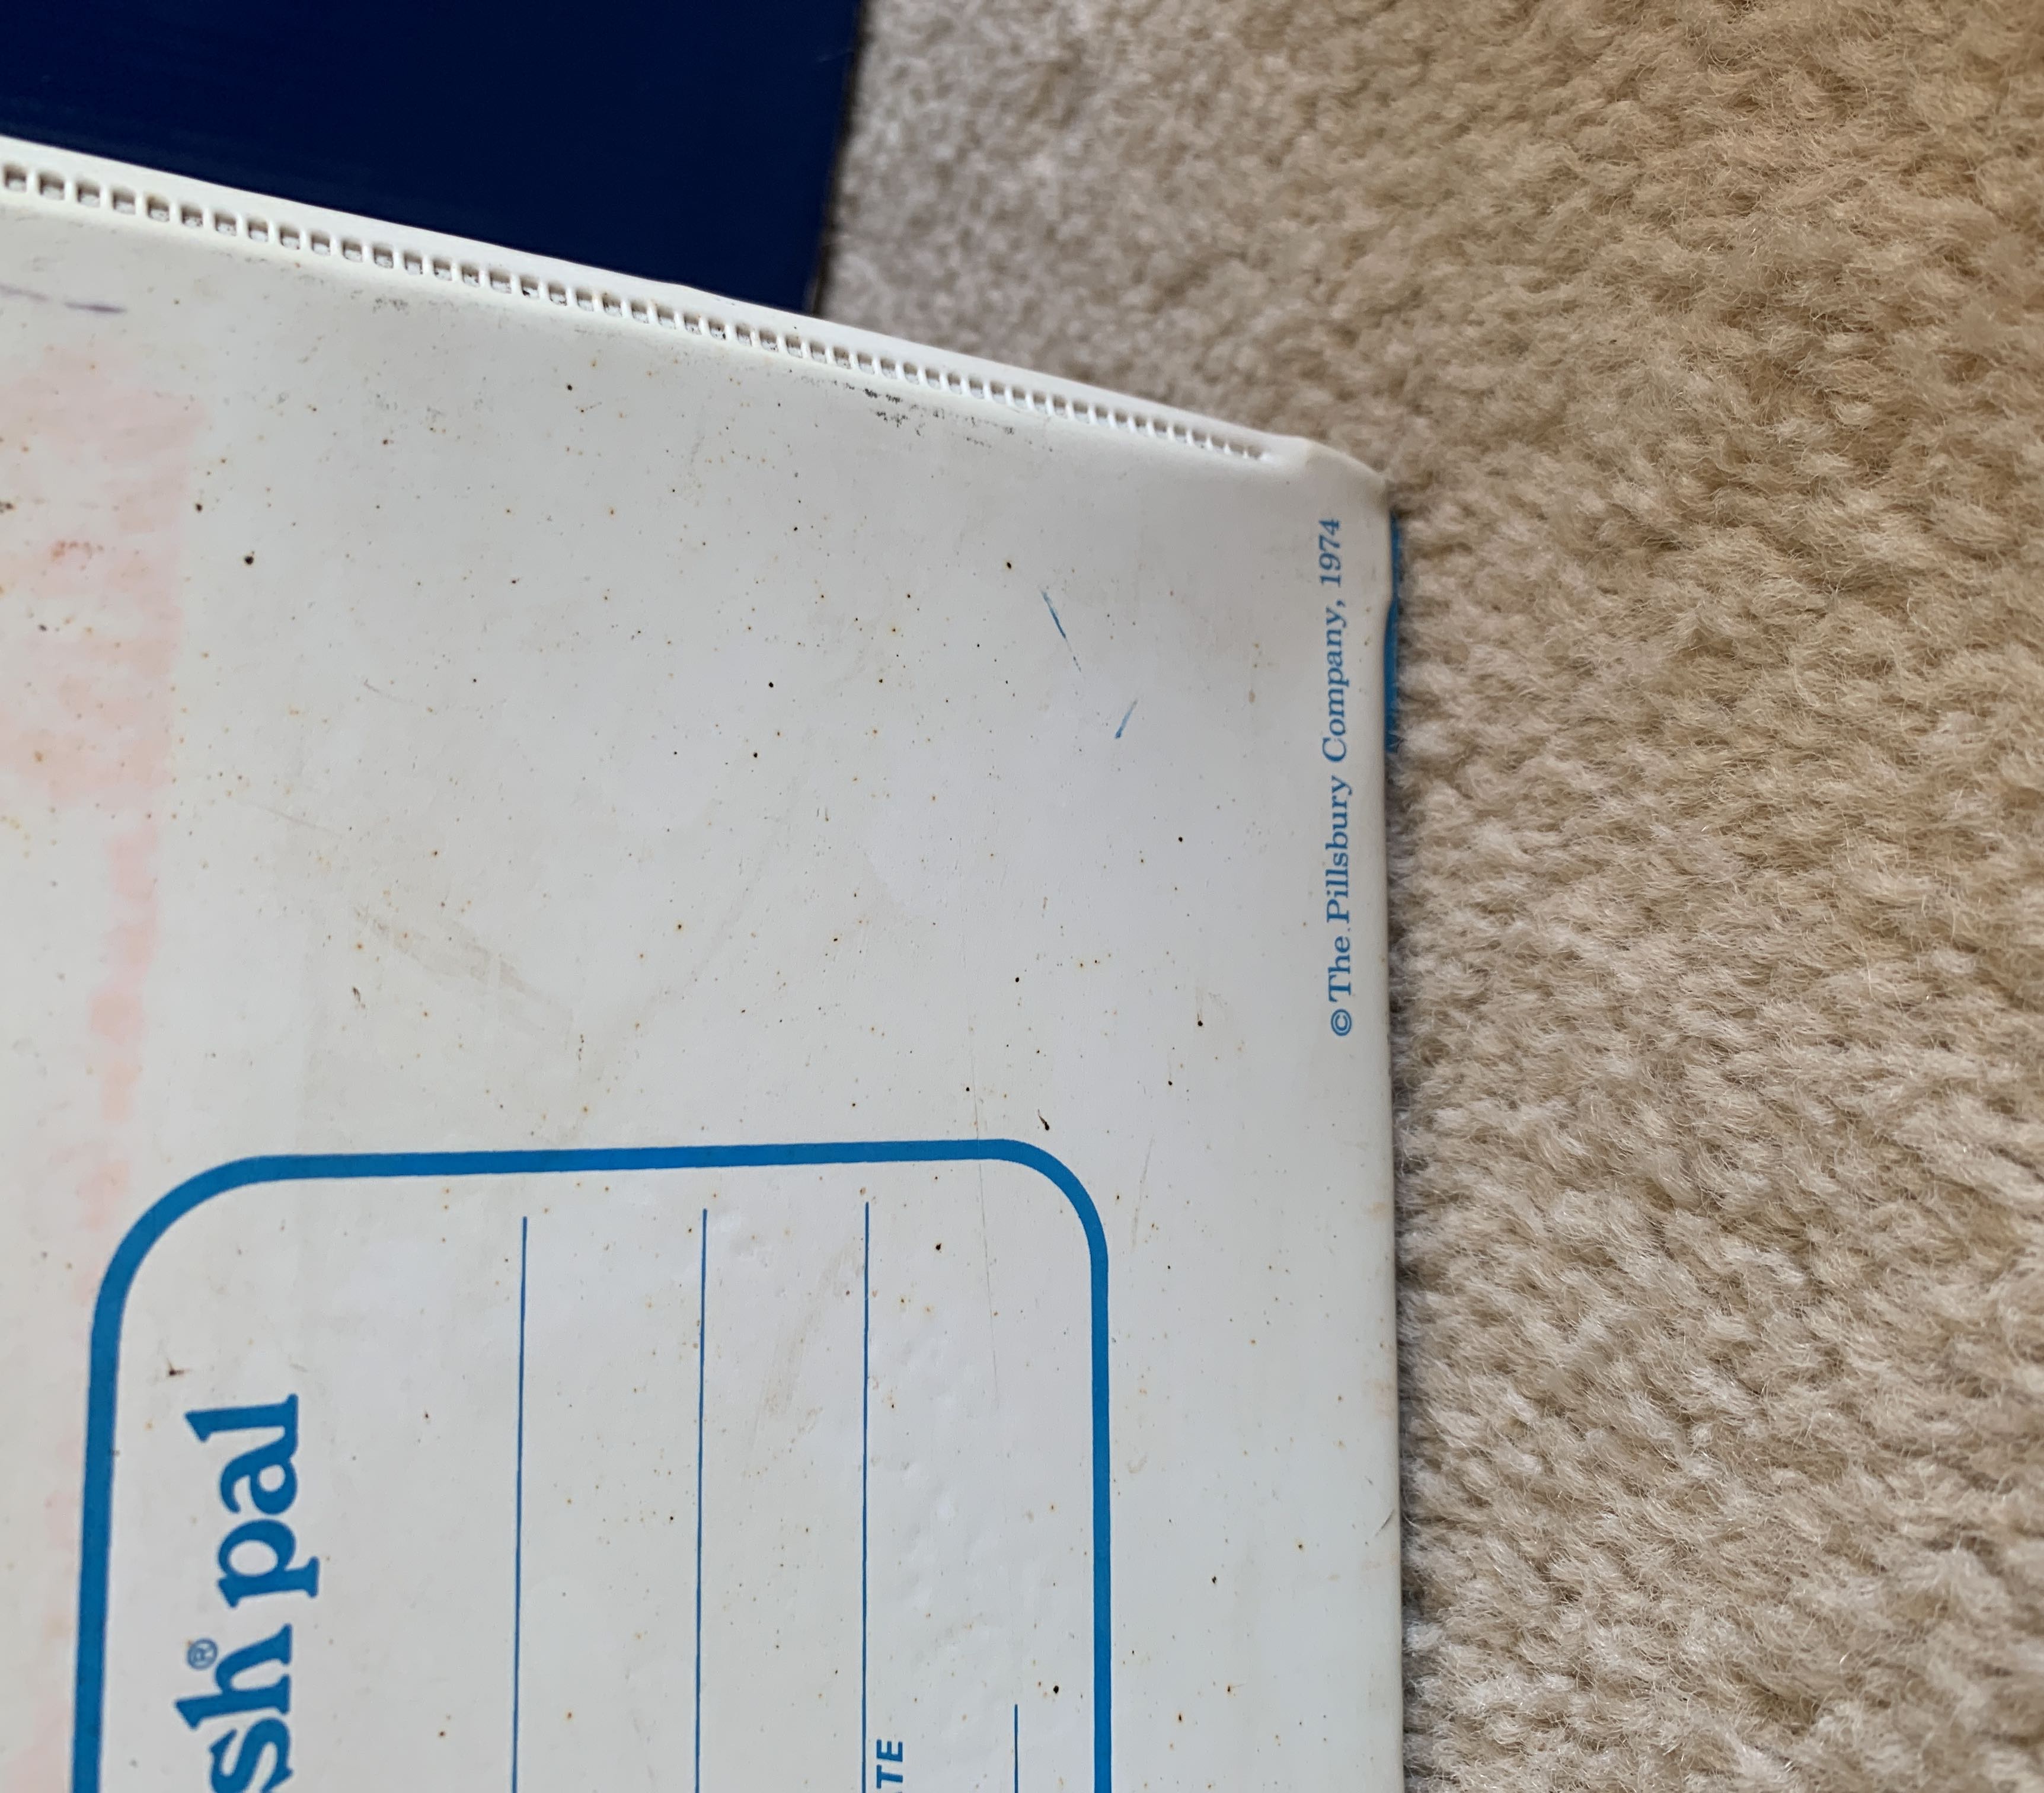 © The Pillsbury Company, 1974
sh® pal
TE